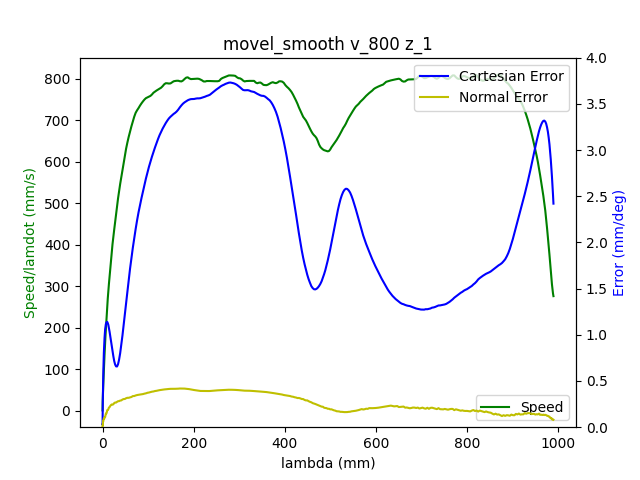 movel_smooth v_800 z_1
Cartesian Error
Normal Error
Speed
Speed/lamdot (mm/s)
800
700
600
500
400
300
200
100
0
4.0
3.5
3.0
2.5
2.0
1.5
1.0
0.5
0.0
Error (mm/deg)
0 200 400 600 800 1000
lambda (mm)